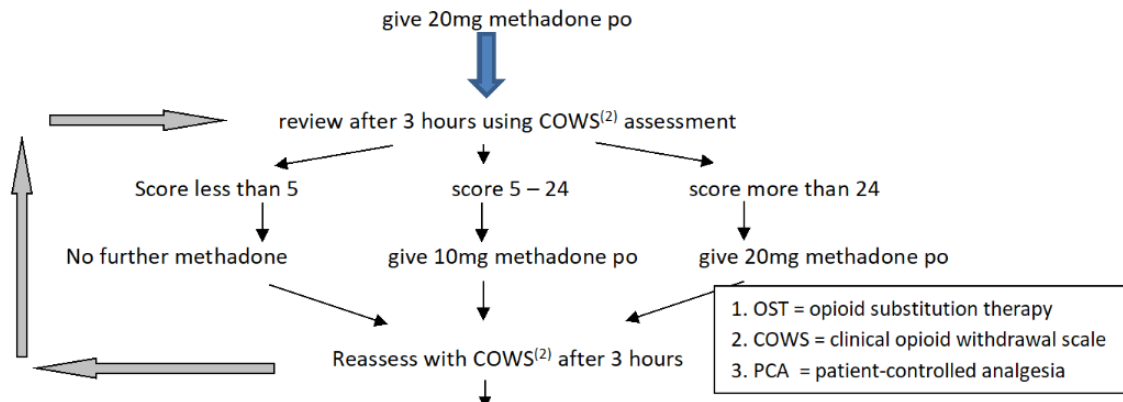 give 20mg methadone po
review after 3 hours using COWS(2) assessment
Score less than 5
score 5 – 24
score more than 24
No further methadone
give 10mg methadone po
give 20mg methadone po
1. OST = opioid substitution therapy
2. COWS = clinical opioid withdrawal scale
3. PCA = patient-controlled analgesia
Reassess with COWS(2) after 3 hours